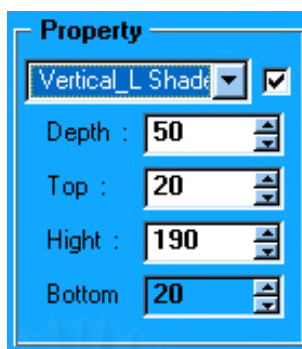 Property
Vertical_L Shade
Depth : 50
Top : 20
Hight : 190
Bottom 20